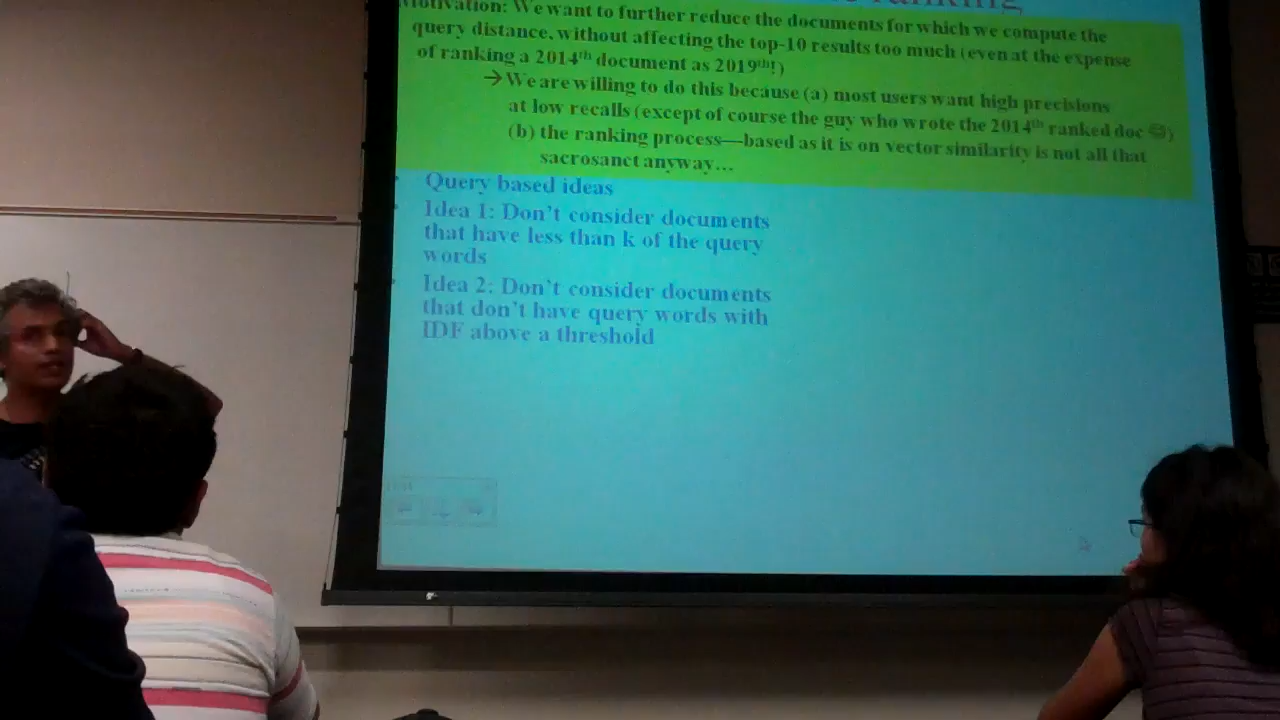 ranking
Motivation: We want to further reduce the documents for which we compute the
query distance, without affecting the top-10 results too much (even at the expense
of ranking a 2014th document as 2019th!)
→We are willing to do this because (a) most users want high precisions
at low recalls (except of course the guy who wrote the 2014th ranked doc ☺)
(b) the ranking process—based as it is on vector similarity is not all that
sacrosanct anyway…
• Query based ideas
• Idea 1: Don't consider documents
that have less than k of the query
words
• Idea 2: Don't consider documents
that don't have query words with
IDF above a threshold